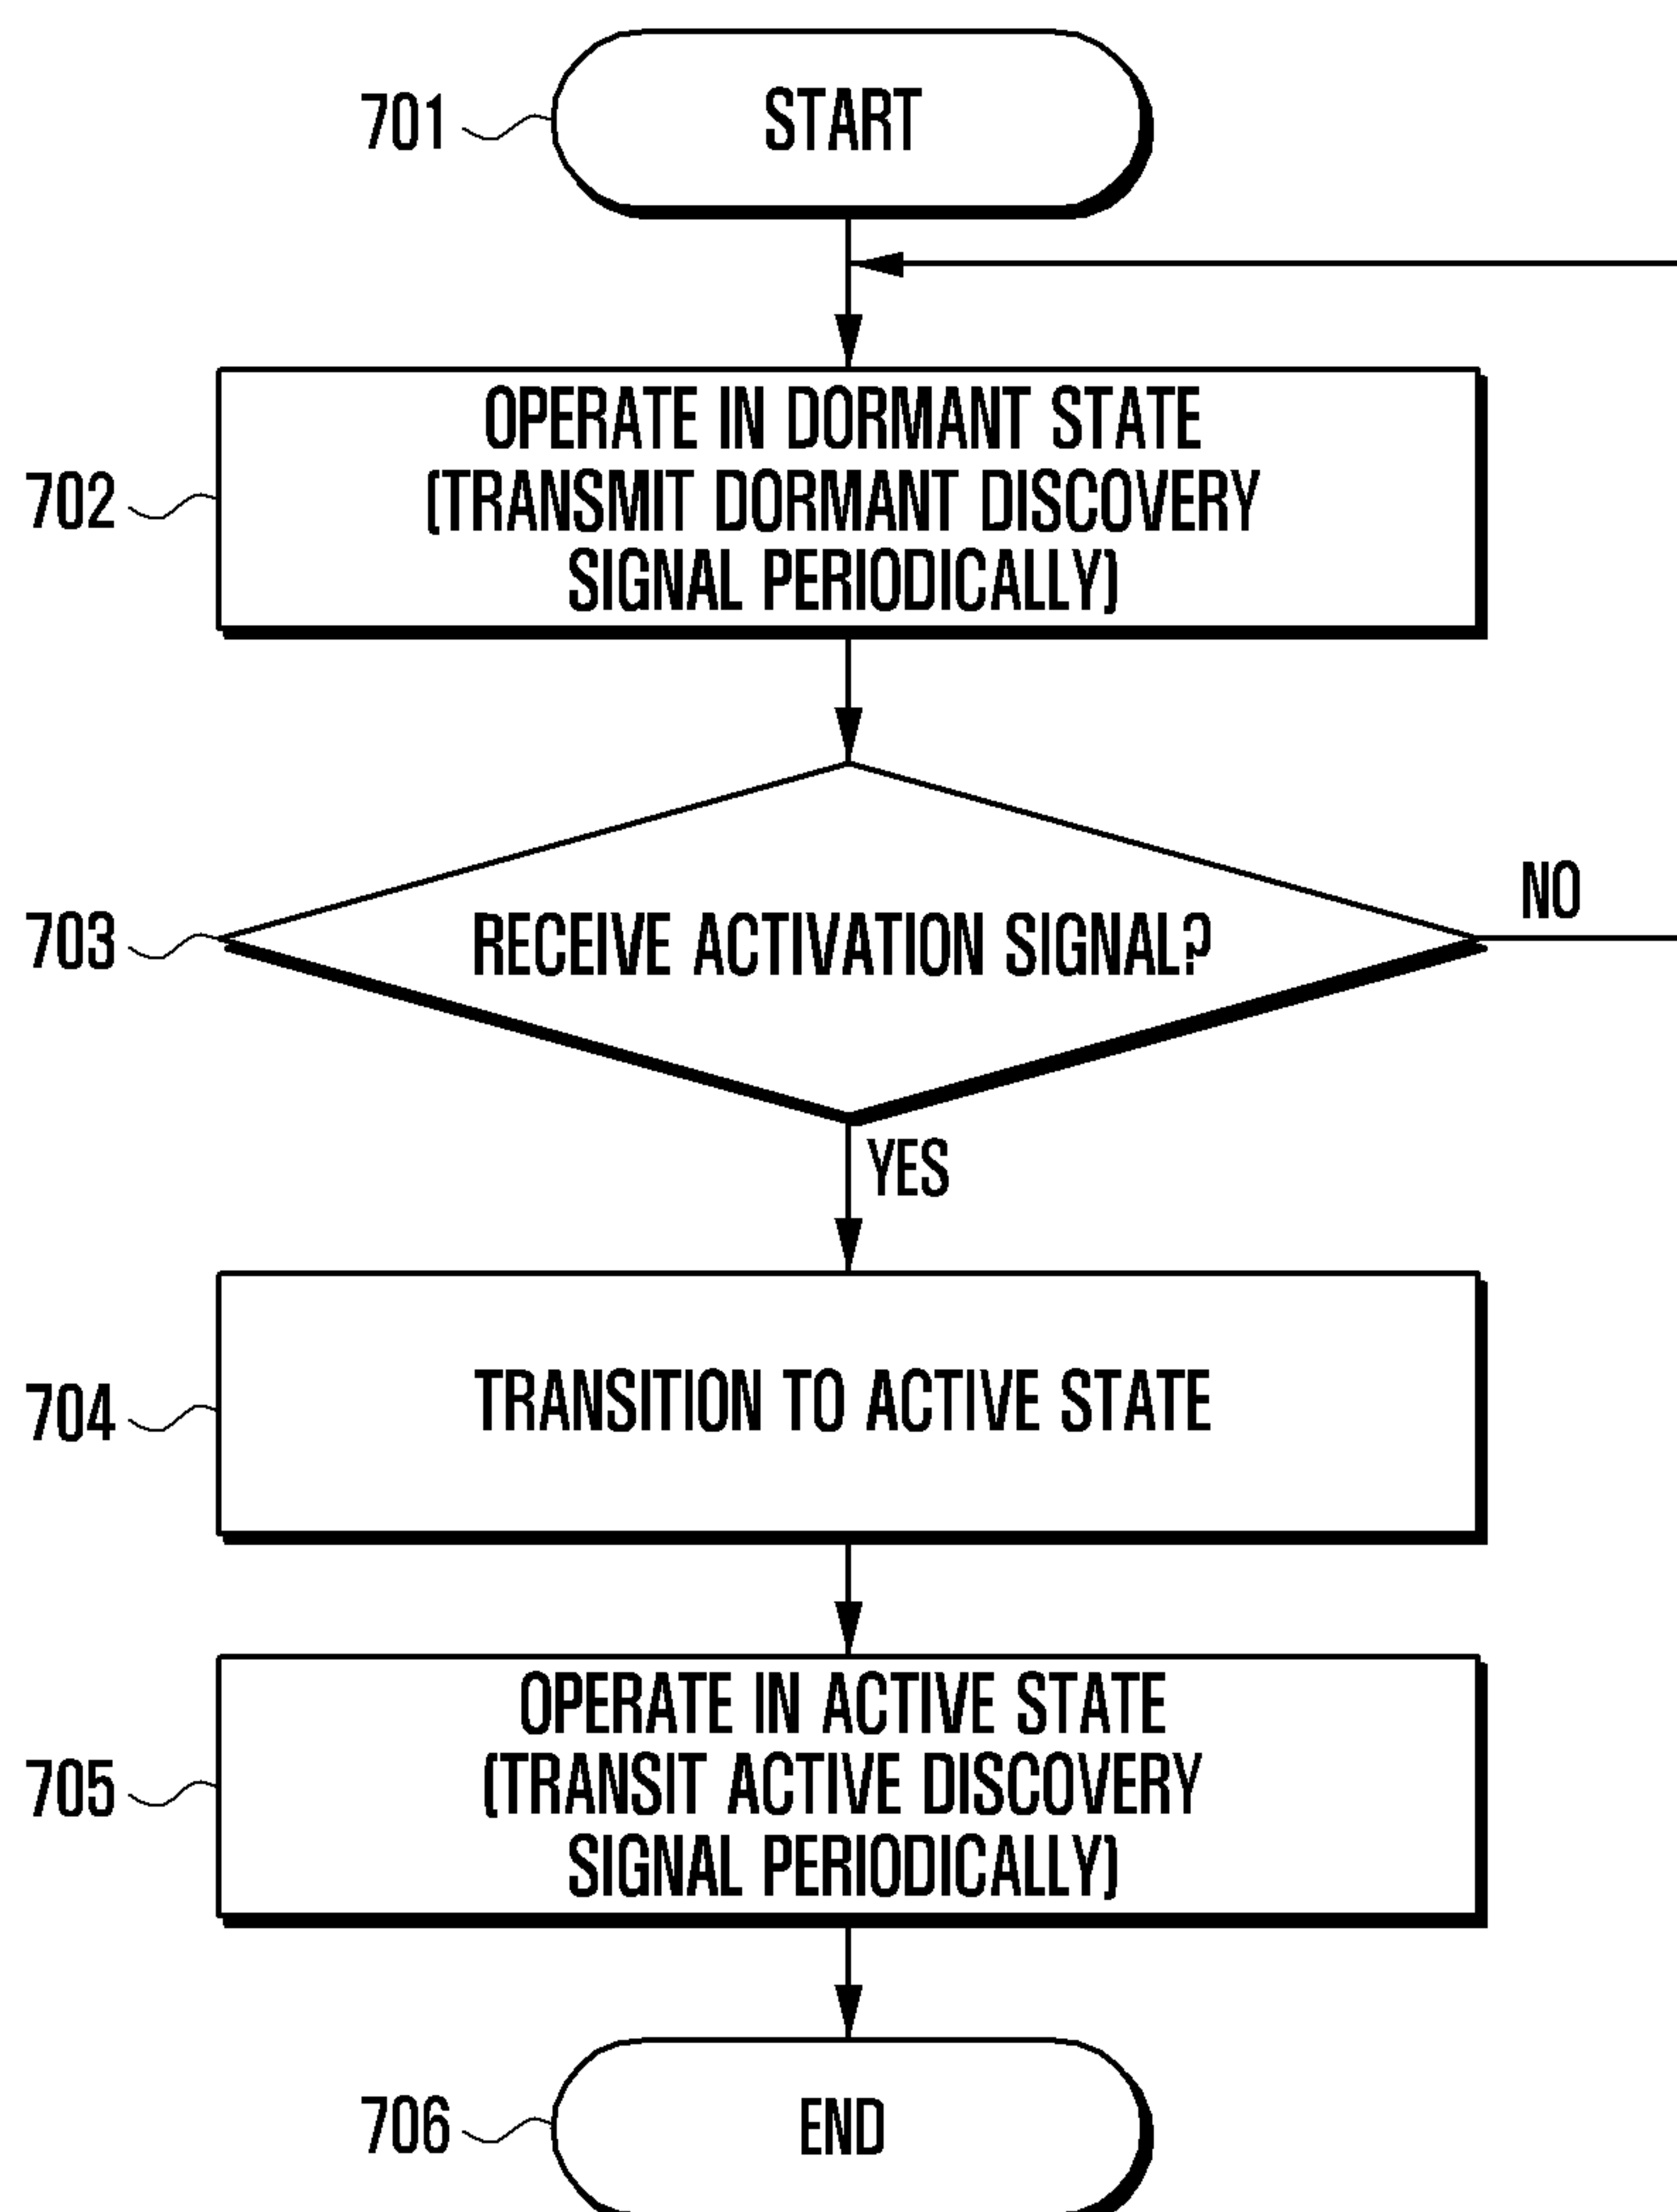 701
START
702
OPERATE IN DORMANT STATE
(TRANSMIT DORMANT DISCOVERY
SIGNAL PERIODICALLY)
703
RECEIVE ACTIVATION SIGNAL?
NO
YES
704
TRANSITION TO ACTIVE STATE
705
OPERATE IN ACTIVE STATE
(TRANSIT ACTIVE DISCOVERY
SIGNAL PERIODICALLY)
706
END